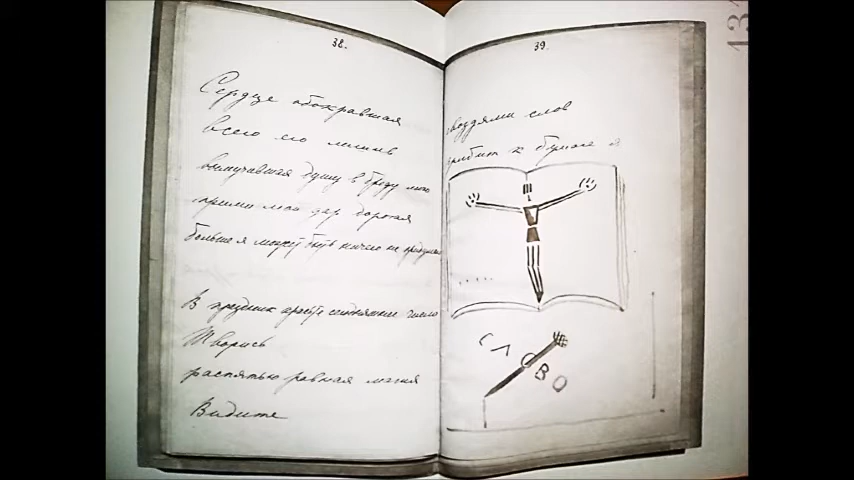 38.
Сердце обокравшая
всего его лишив
вымучавшая душу в бреду мою
прими мой дар дорогая
больше я может быть ничего не придумаю
В праздник красьте сегодняшнее число
Творись
распятью равная магия
Видите
39.
гвоздями слов
прибит к бумаге я
СЛОВО